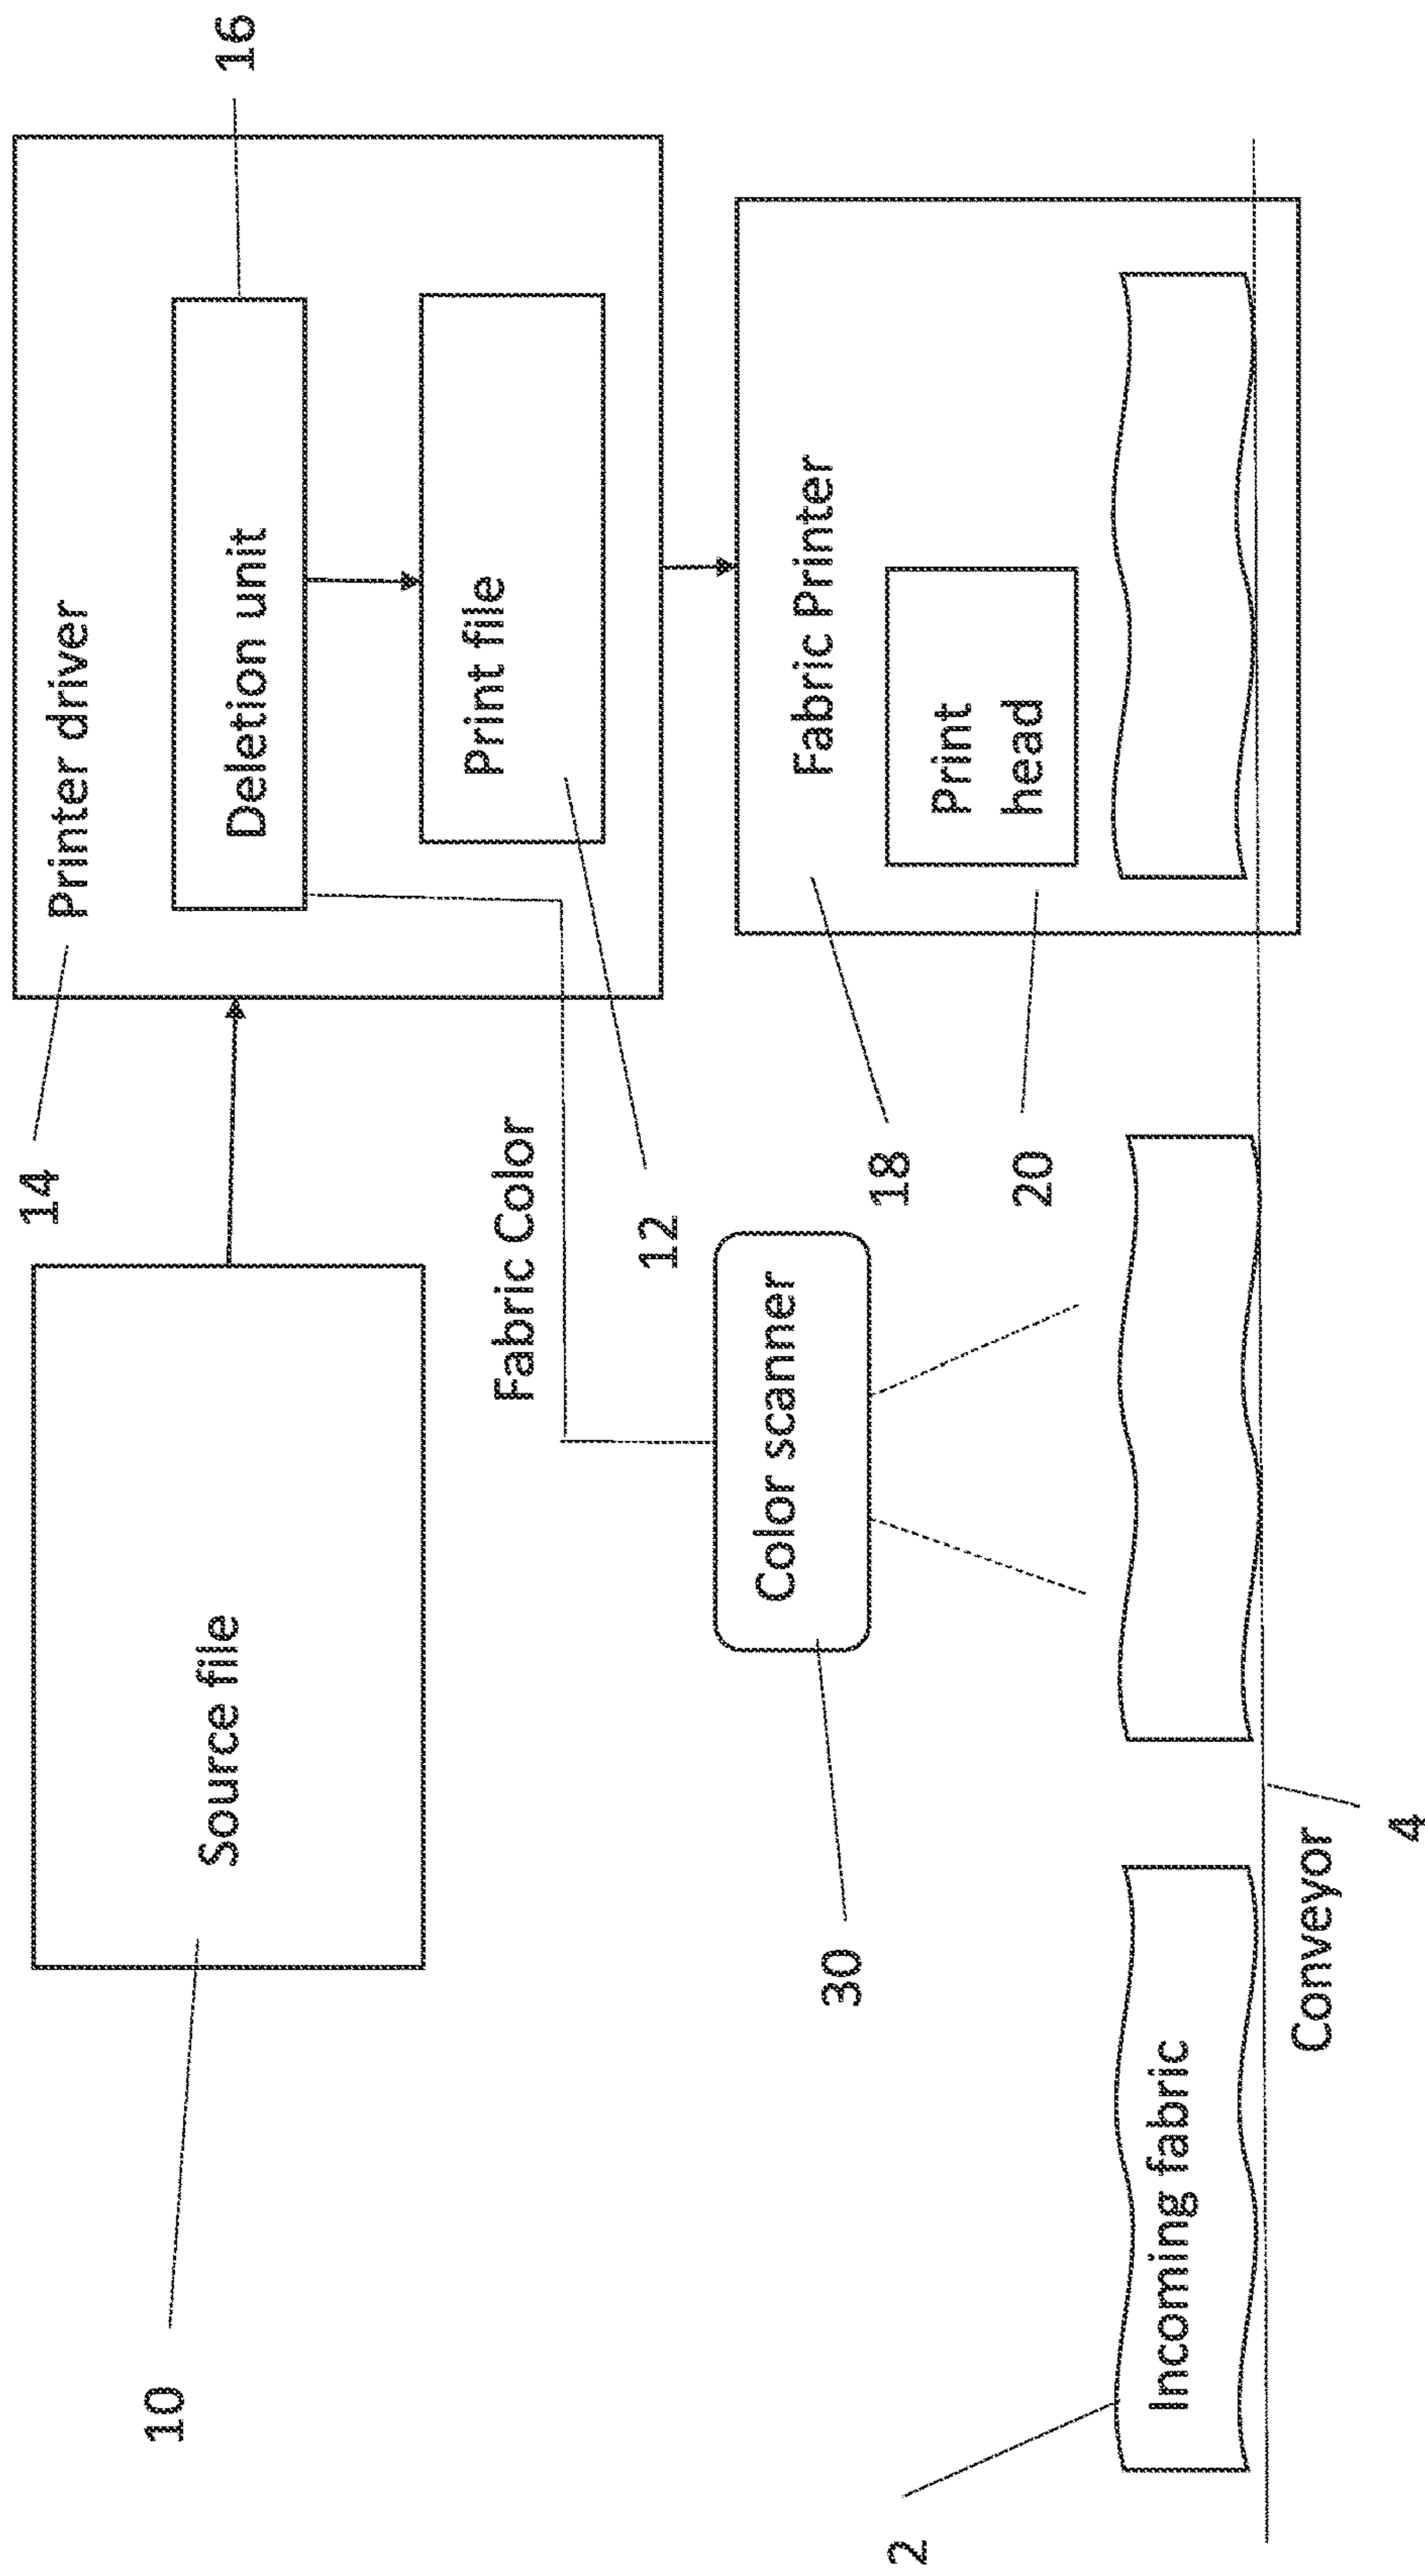 16
14
Printer driver
Deletion unit
Print file
10
Source file
Fabric Color
12
Fabric Printer
Print
head
18
20
Color scanner
30
2
Incoming fabric
Conveyor
4